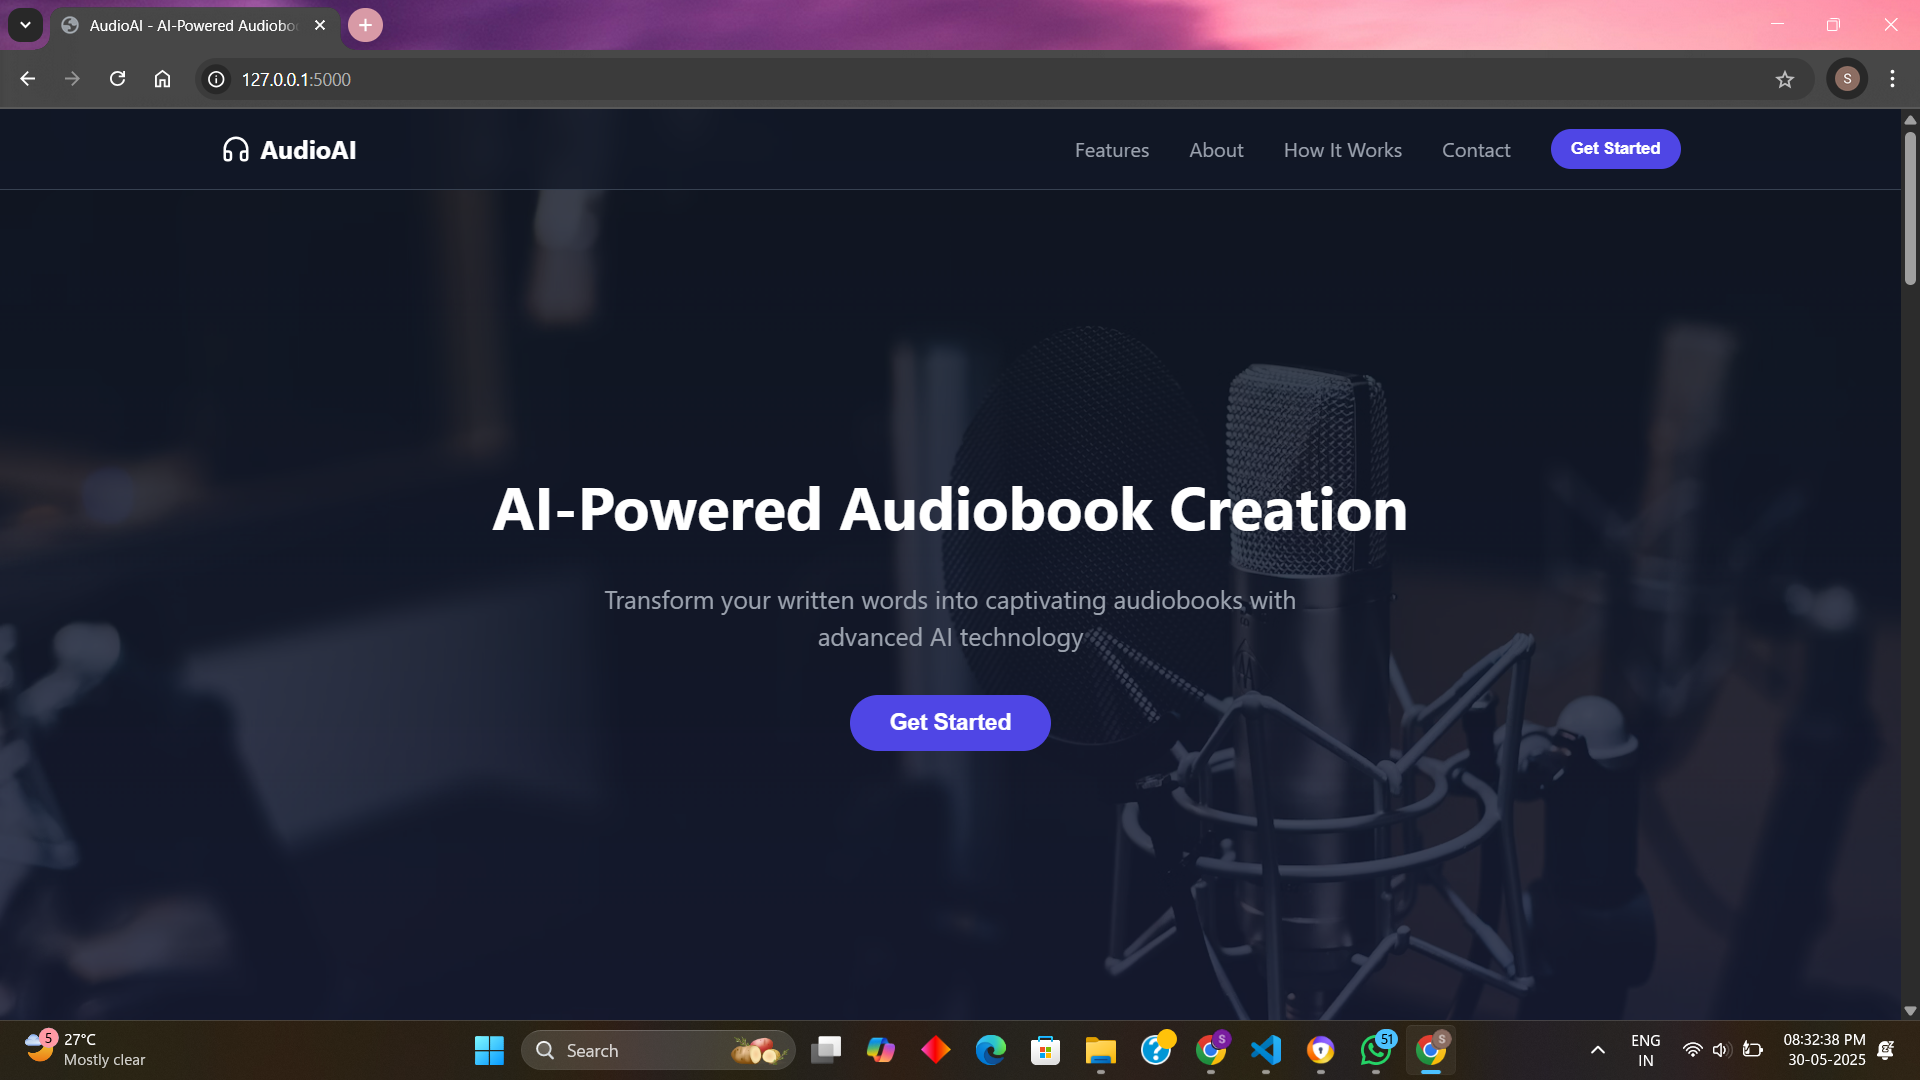 AudioAI - AI-Powered Audiobo
127.0.0.1:5000
S
AudioAI
Features
About
How It Works
Contact
Get Started
AI-Powered Audiobook Creation
Transform your written words into captivating audiobooks with
advanced AI technology
Get Started
5
27°C
Mostly clear
Search
S
51
S
ENG
IN
08:32:38 PM
30-05-2025